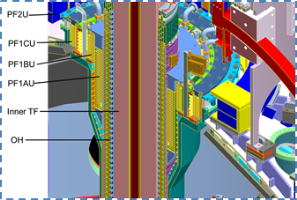 PF2U
PF1CU
PF1BU
PF1AU
Inner TF
OH